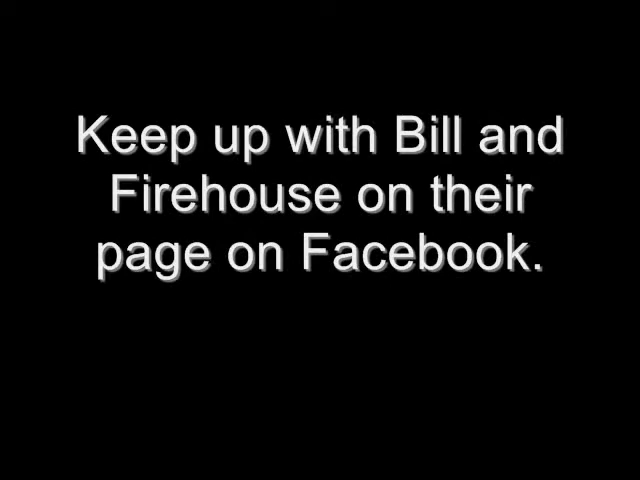 Keep up with Bill and
Firehouse on their
page on Facebook.